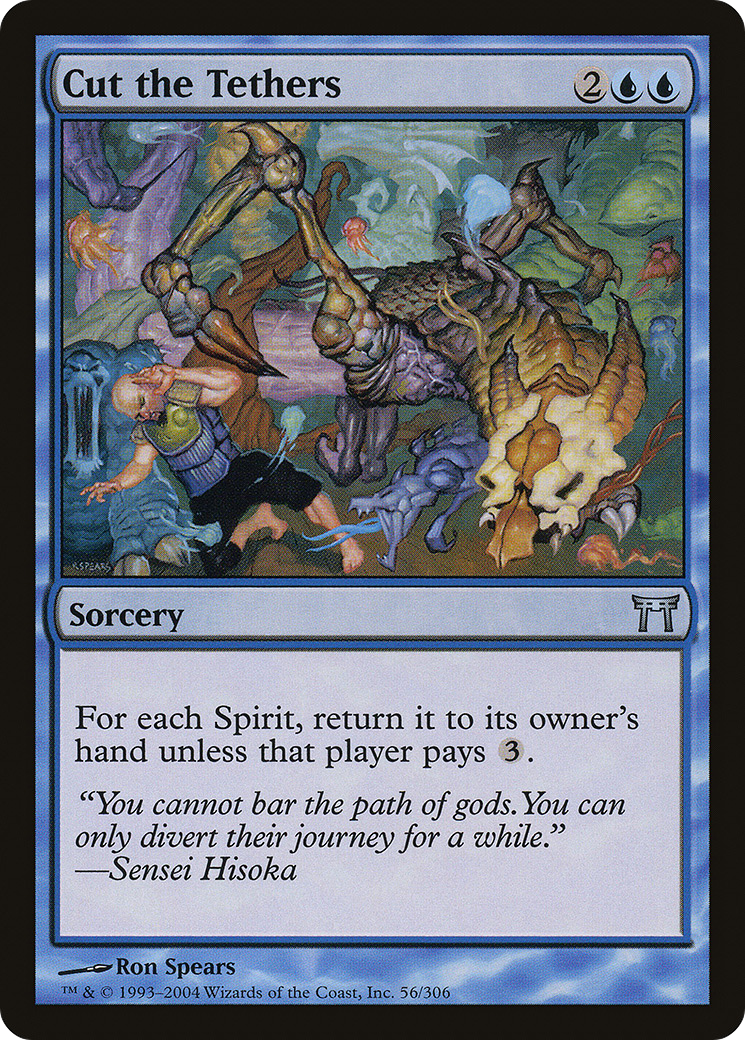 Cut the Tethers 2
R.SPEARS
Sorcery
For each Spirit, return it to its owner's
hand unless that player pays 3.
"You cannot bar the path of gods. You can
only divert their journey for a while."
—Sensei Hisoka
Ron Spears
™ & © 1993–2004 Wizards of the Coast, Inc. 56/306